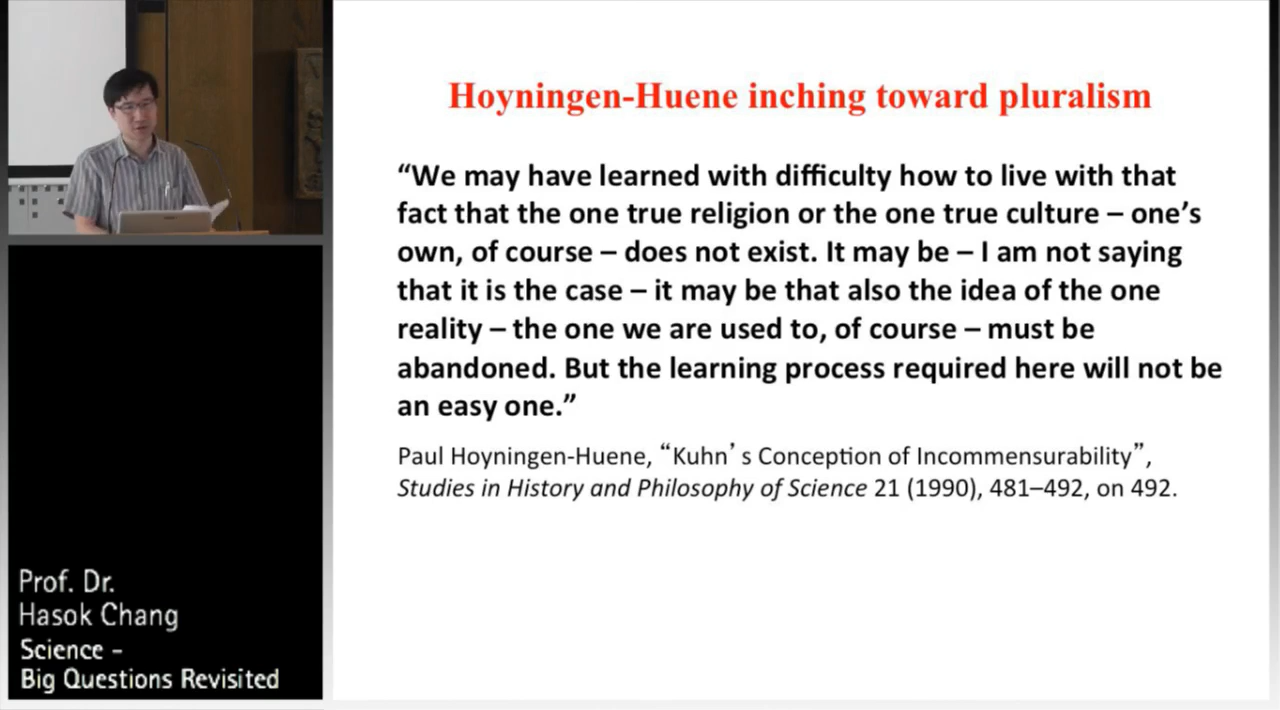 Hoyningen-Huene inching toward pluralism
“We may have learned with difficulty how to live with that
fact that the one true religion or the one true culture – one’s
own, of course – does not exist. It may be – I am not saying
that it is the case – it may be that also the idea of the one
reality – the one we are used to, of course – must be
abandoned. But the learning process required here will not be
an easy one.”
Paul Hoyningen-Huene, “Kuhn’s Conception of Incommensurability”,
Studies in History and Philosophy of Science 21 (1990), 481–492, on 492.
Prof. Dr.
Hasok Chang
Science –
Big Questions Revisited